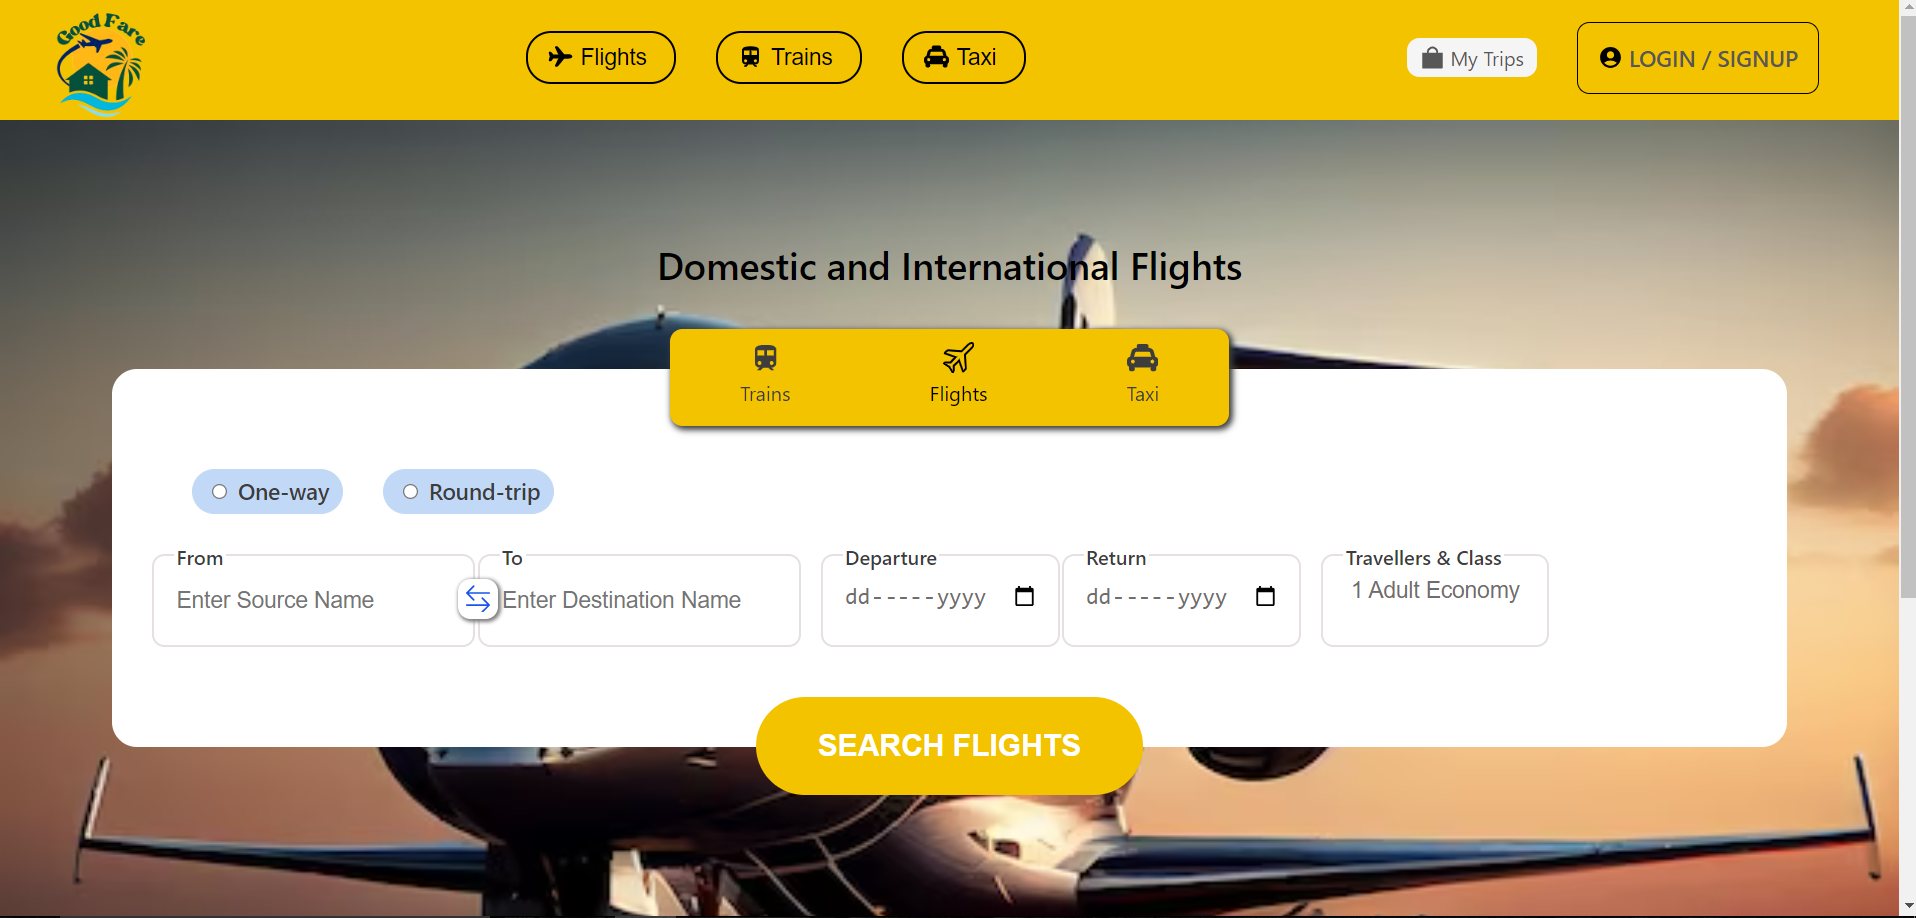 Good Fare
Flights
Trains
Taxi
My Trips
LOGIN / SIGNUP
Domestic and International Flights
Trains
Flights
Taxi
One-way
Round-trip
From
To
Departure
Return
Travellers & Class
Enter Source Name
Enter Destination Name
dd-----yyyy
dd-----yyyy
1 Adult Economy
SEARCH FLIGHTS